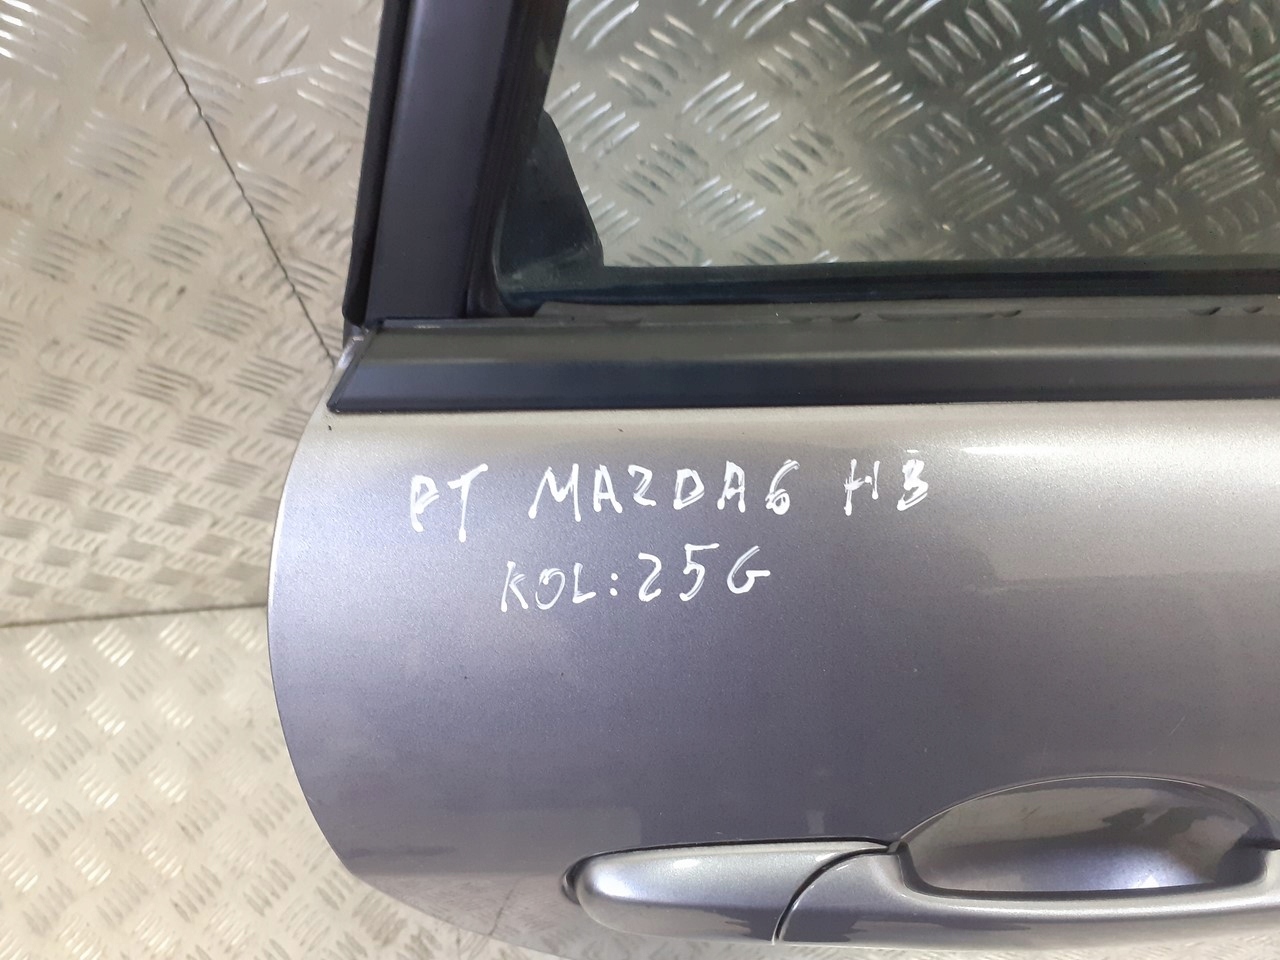 PT MAZDA6 HB
KOL: 25G